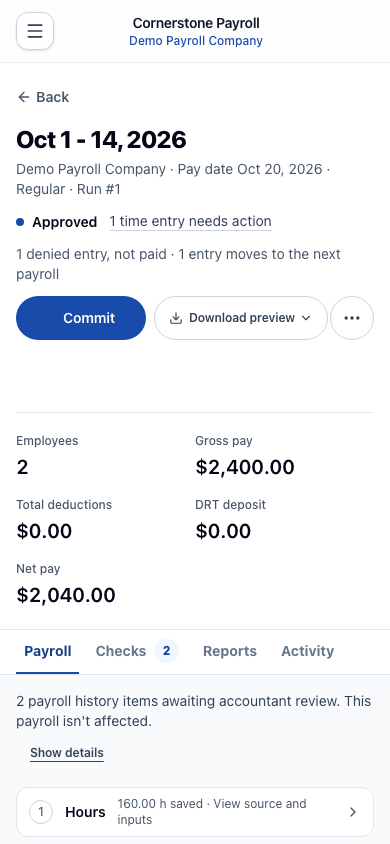 Cornerstone Payroll
Demo Payroll Company
Back
Oct 1 - 14, 2026
Demo Payroll Company · Pay date Oct 20, 2026 ·
Regular · Run #1
Approved 1 time entry needs action
1 denied entry, not paid · 1 entry moves to the next
payroll
Commit Download preview
Employees Gross pay
2 $2,400.00
Total deductions DRT deposit
$0.00 $0.00
Net pay
$2,040.00
Payroll Checks 2 Reports Activity
2 payroll history items awaiting accountant review. This
payroll isn't affected.
Show details
1 Hours 160.00 h saved · View source and
inputs